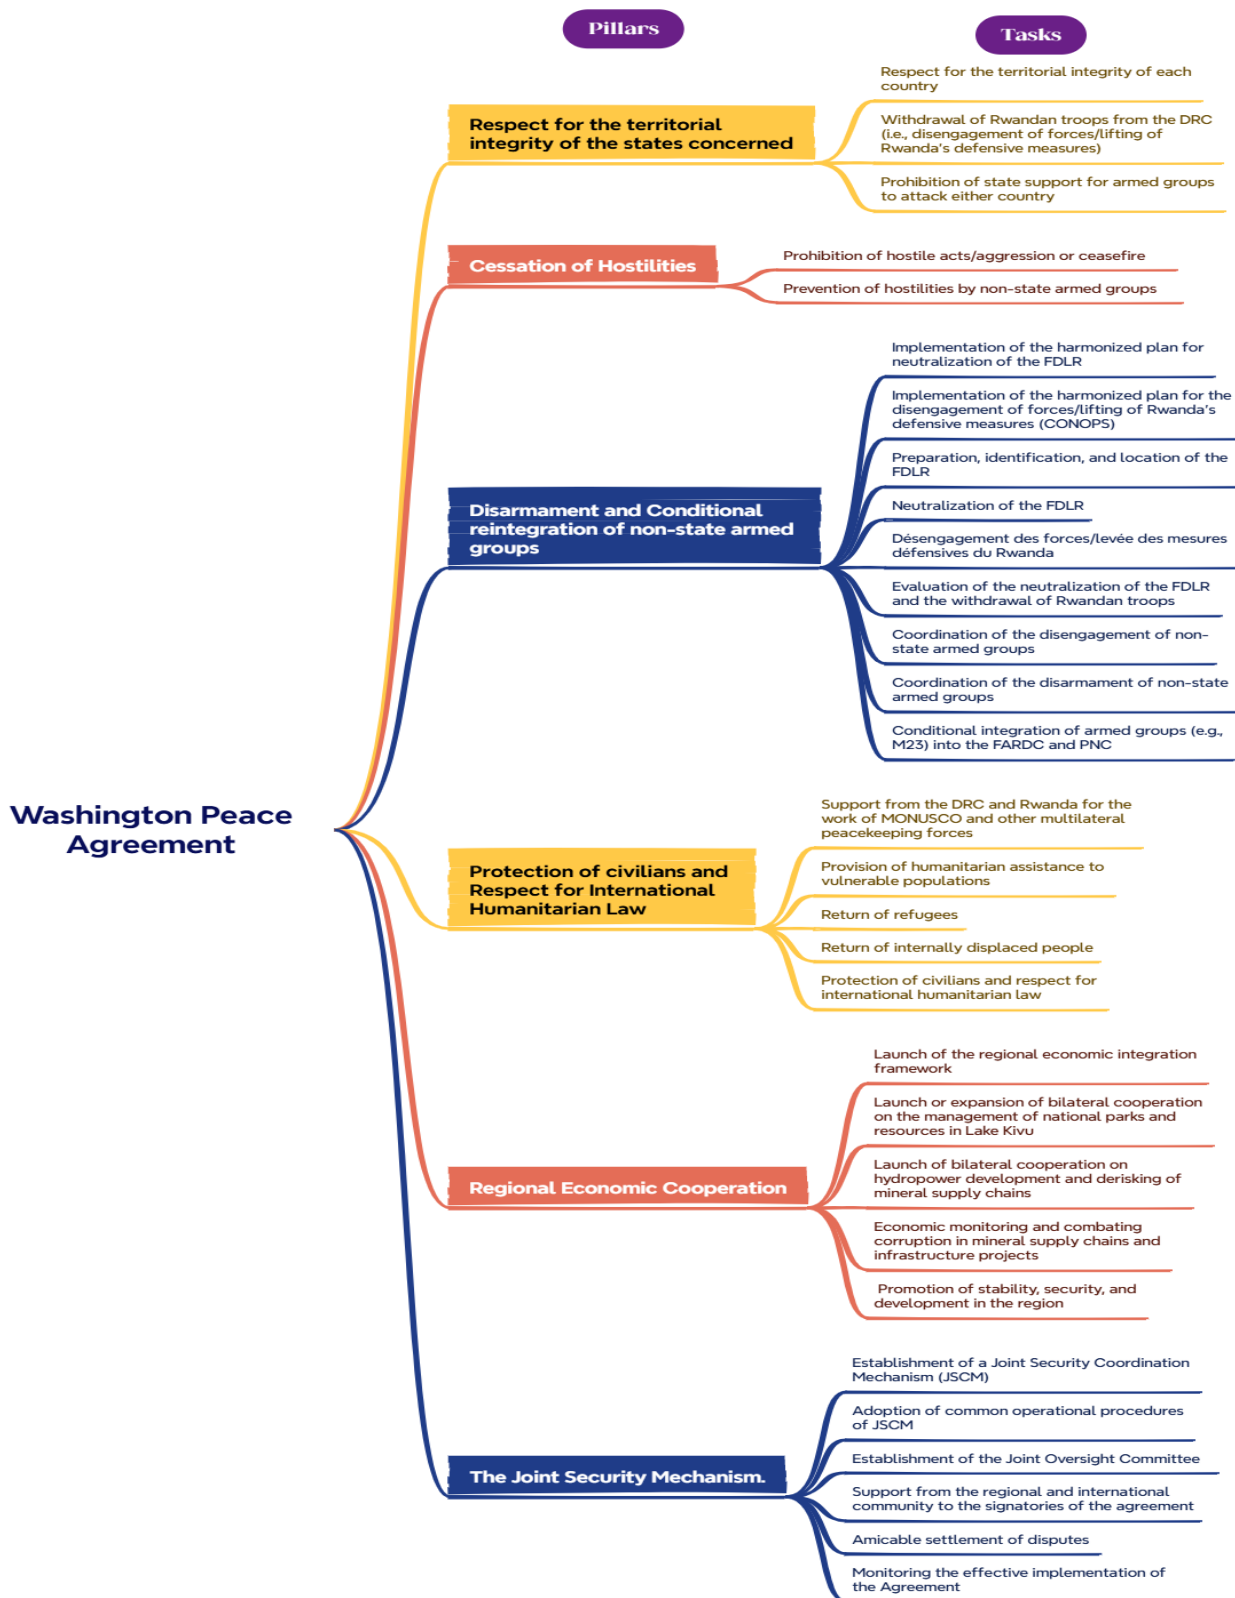 Pillars
Tasks
Respect for the territorial
integrity of the states concerned
Respect for the territorial integrity of each
country
Withdrawal of Rwandan troops from the DRC
(i.e., disengagement of forces/lifting of
Rwanda's defensive measures)
Prohibition of state support for armed groups
to attack either country
Cessation of Hostilities
Prohibition of hostile acts/aggression or ceasefire
Prevention of hostilities by non-state armed groups
Disarmament and Conditional
reintegration of non-state armed
groups
Implementation of the harmonized plan for
neutralization of the FDLR
Implementation of the harmonized plan for the
disengagement of forces/lifting of Rwanda's
defensive measures (CONOPS)
Preparation, identification, and location of the
FDLR
Neutralization of the FDLR
Désengagement des forces/levée des mesures
défensives du Rwanda
Evaluation of the neutralization of the FDLR
and the withdrawal of Rwandan troops
Coordination of the disengagement of non-
state armed groups
Coordination of the disarmament of non-state
armed groups
Conditional integration of armed groups (e.g.,
M23) into the FARDC and PNC
Washington Peace
Agreement
Protection of civilians and
Respect for International
Humanitarian Law
Support from the DRC and Rwanda for the
work of MONUSCO and other multilateral
peacekeeping forces
Provision of humanitarian assistance to
vulnerable populations
Return of refugees
Return of internally displaced people
Protection of civilians and respect for
international humanitarian law
Regional Economic Cooperation
Launch of the regional economic integration
framework
Launch or expansion of bilateral cooperation
on the management of national parks and
resources in Lake Kivu
Launch of bilateral cooperation on
hydropower development and derisking of
mineral supply chains
Economic monitoring and combating
corruption in mineral supply chains and
infrastructure projects
Promotion of stability, security, and
development in the region
The Joint Security Mechanism.
Establishment of a Joint Security Coordination
Mechanism (JSCM)
Adoption of common operational procedures
of JSCM
Establishment of the Joint Oversight Committee
Support from the regional and international
community to the signatories of the agreement
Amicable settlement of disputes
Monitoring the effective implementation of
the Agreement